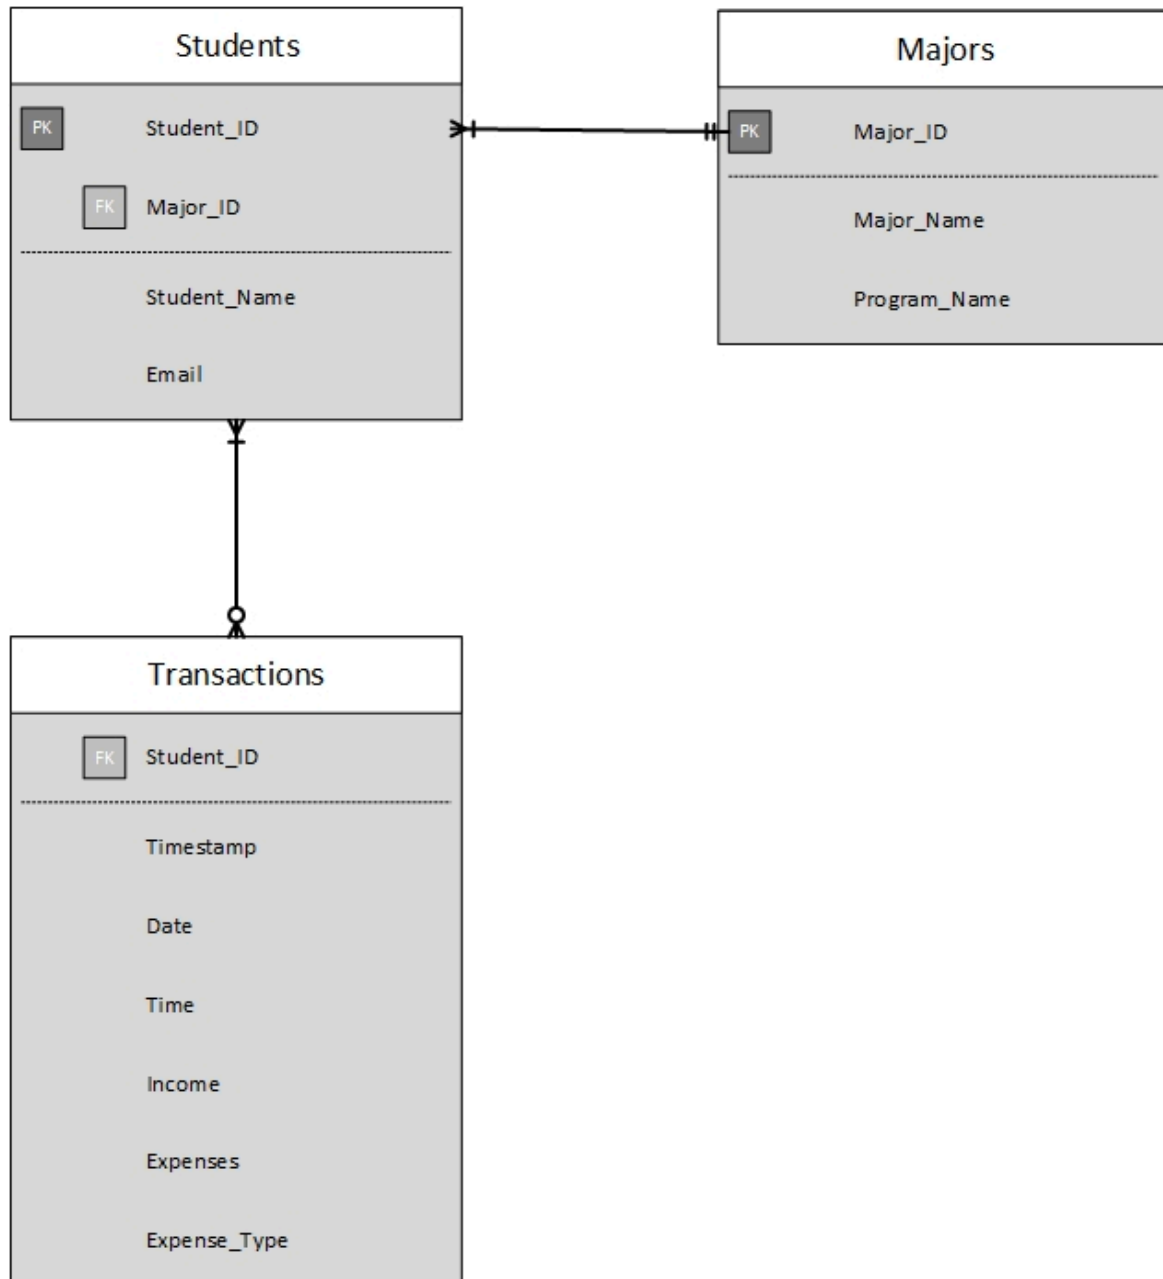 Students
PK Student_ID
FK Major_ID
Student_Name
Email
Majors
PK Major_ID
Major_Name
Program_Name
Transactions
FK Student_ID
Timestamp
Date
Time
Income
Expenses
Expense_Type